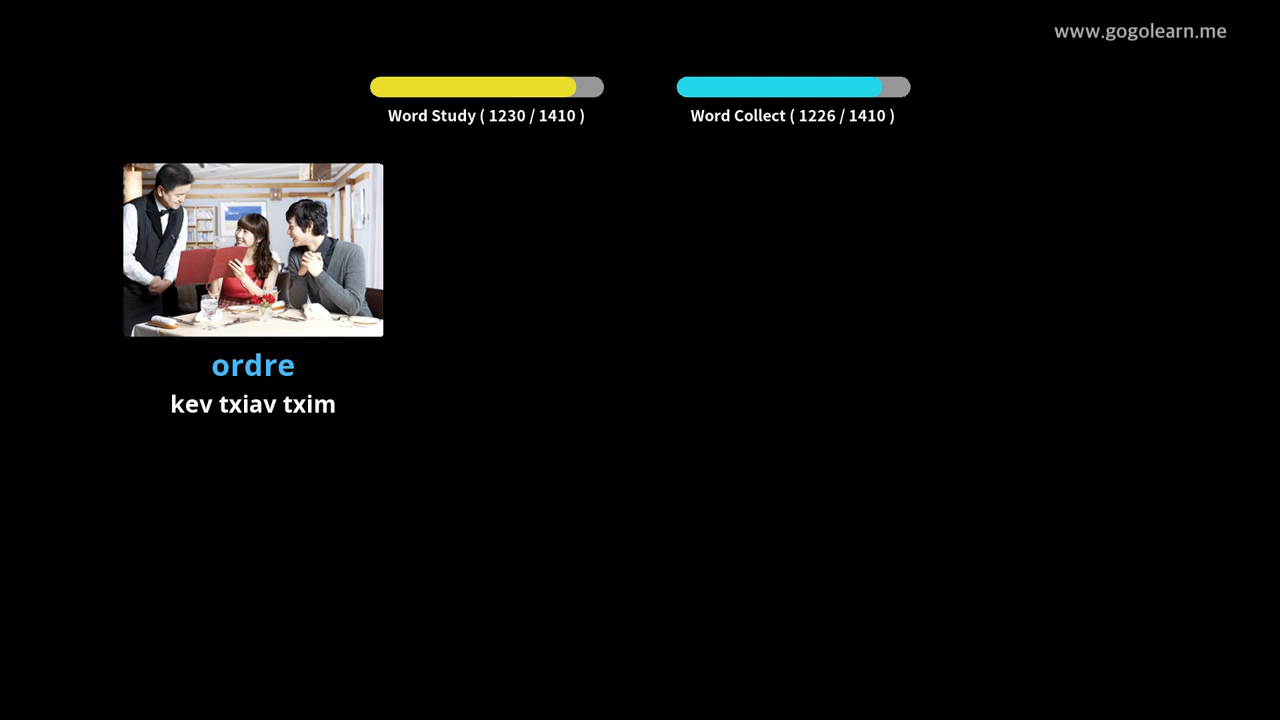 www.gogolearn.me
Word Study ( 1230 / 1410 )
Word Collect ( 1226 / 1410 )
ordre
kev txiav txim